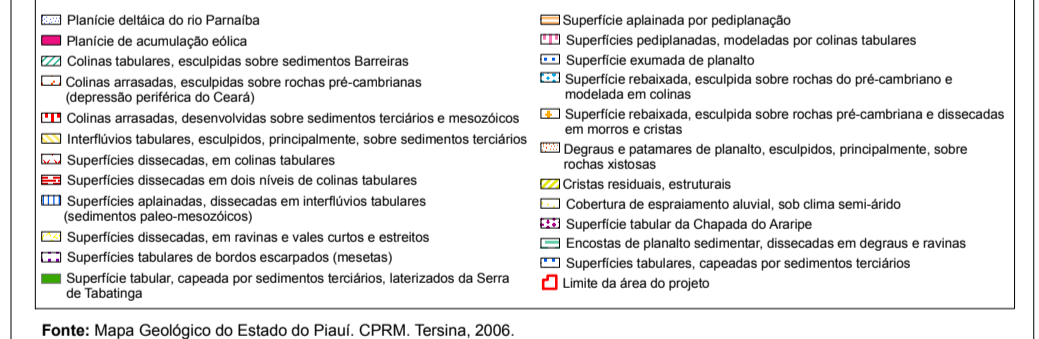 Planície deltáica do rio Parnaíba
Planície de acumulação eólica
Colinas tabulares, esculpidas sobre sedimentos Barreiras
Colinas arrasadas, esculpidas sobre rochas pré-cambrianas
(depressão periférica do Ceará)
Colinas arrasadas, desenvolvidos sobre sedimentos terciários e mesozóicos
Interflúvios tabulares, esculpidos, principalmente, sobre sedimentos terciários
Superfícies dissecadas, em colinas tabulares
Superfícies dissecadas em dois níveis de colinas tabulares
Superfícies aplainadas, dissecadas em interflúvios tabulares
(sedimentos paleo-mesozóicos)
Superfícies dissecadas, em ravinas e vales curtos e estreitos
Superfícies tabulares de bordos escarpados (mesetas)
Superfície tabular, capeada por sedimentos terciários, laterizados da Serra
de Tabatinga
Superfície aplainada por pediplanação
Superfícies pediplanadas, modeladas por colinas tabulares
Superfície exumada de planalto
Superfície rebaixada, esculpida sobre rochas do pré-cambriano e
modelada em colinas
Superfície rebaixada, esculpida sobre rochas pré-cambriana e dissecadas
em morros e cristas
Degraus e patamares de planalto, esculpidos, principalmente, sobre
rochas xistosas
Cristas residuais, estruturais
Cobertura de espraiamento aluvial, sob clima semi-árido
Superfície tabular da Chapada do Araripe
Encostas de planalto sedimentar, dissecadas em degraus e ravinas
Superfícies tabulares, capeadas por sedimentos terciários
Limite da área do projeto
Fonte: Mapa Geológico do Estado do Piauí. CPRM. Tersina, 2006.